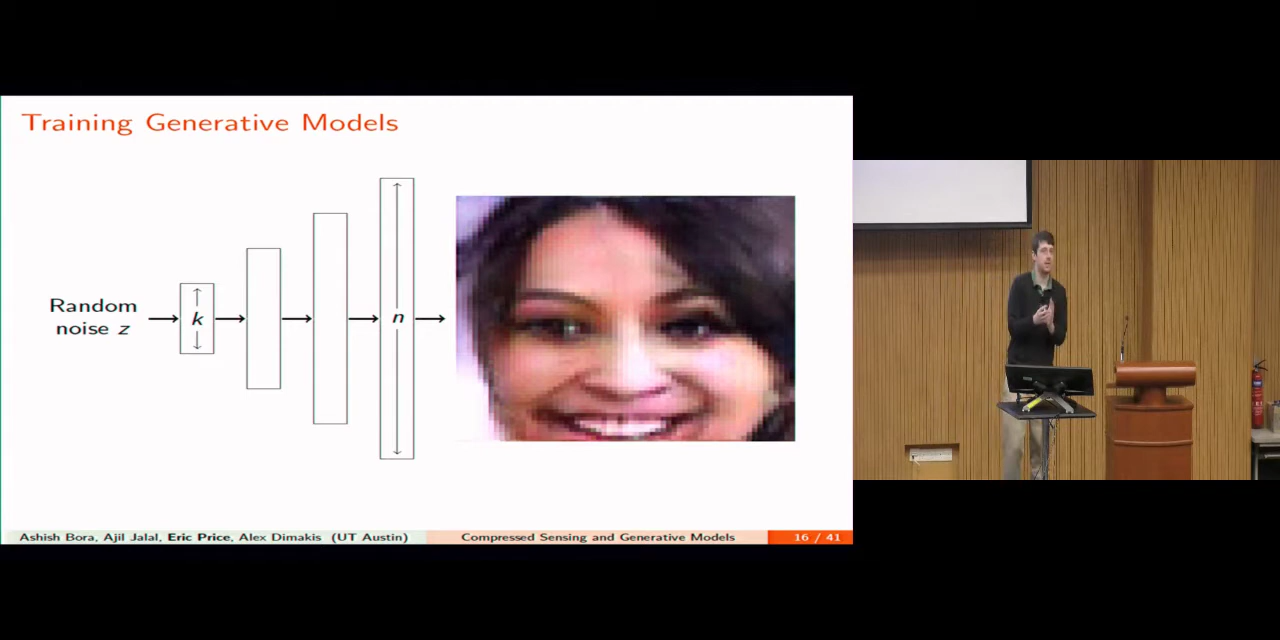 Training Generative Models
Random
noise z
k
n
Ashish Bora, Ajil Jalal, Eric Price, Alex Dimakis (UT Austin)
Compressed Sensing and Generative Models
16 / 41